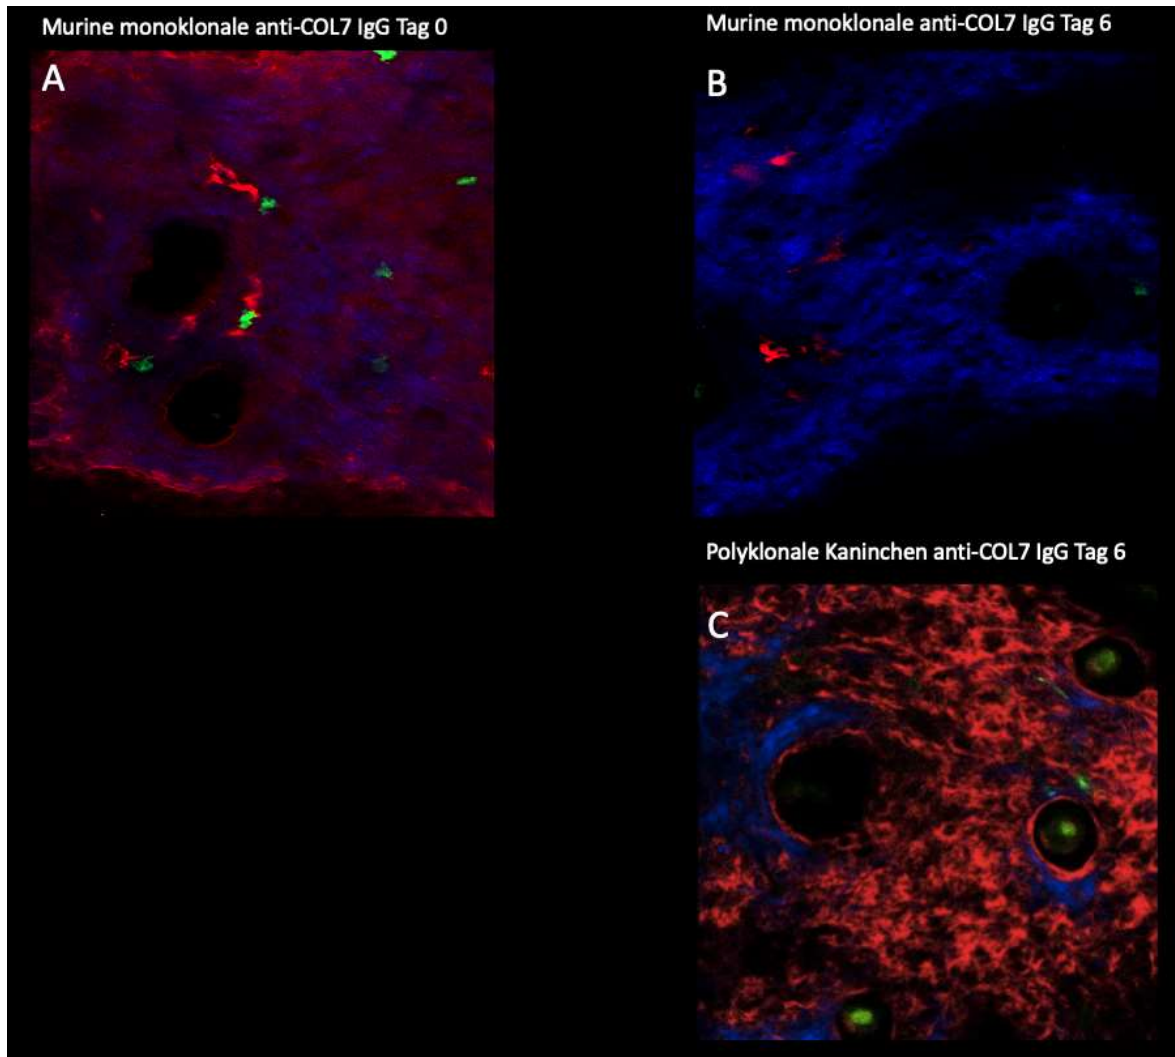 Murine monoklonale anti-COL7 IgG Tag 0
A
Murine monoklonale anti-COL7 IgG Tag 6
B
Polyklonale Kaninchen anti-COL7 IgG Tag 6
C